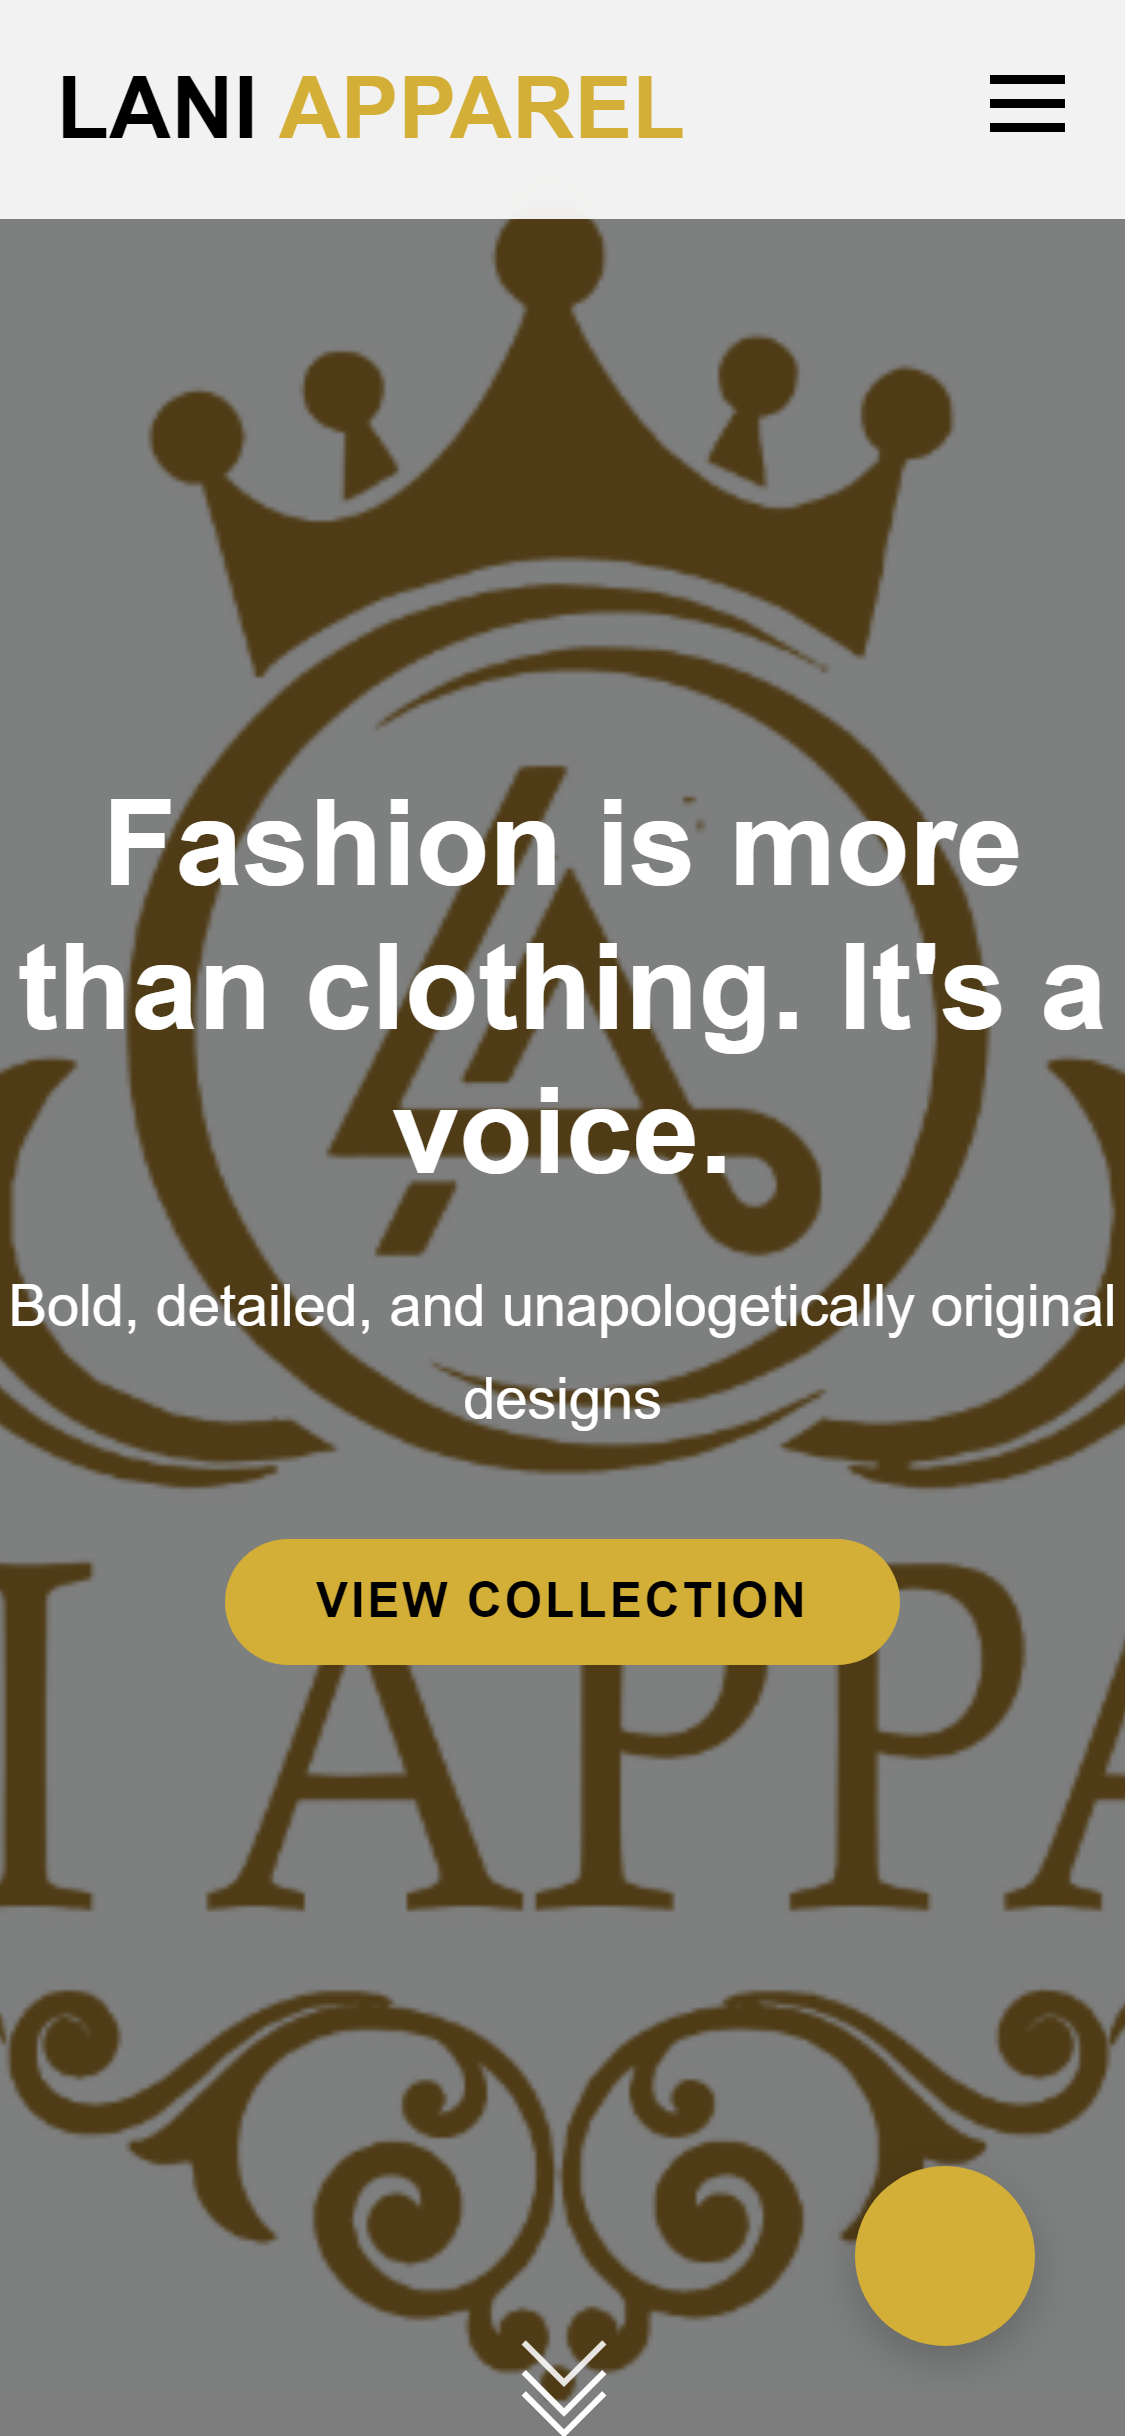 LANI APPAREL
Fashion is more
than clothing. It's a
voice.
Bold, detailed, and unapologetically original
designs
VIEW COLLECTION
I APPA